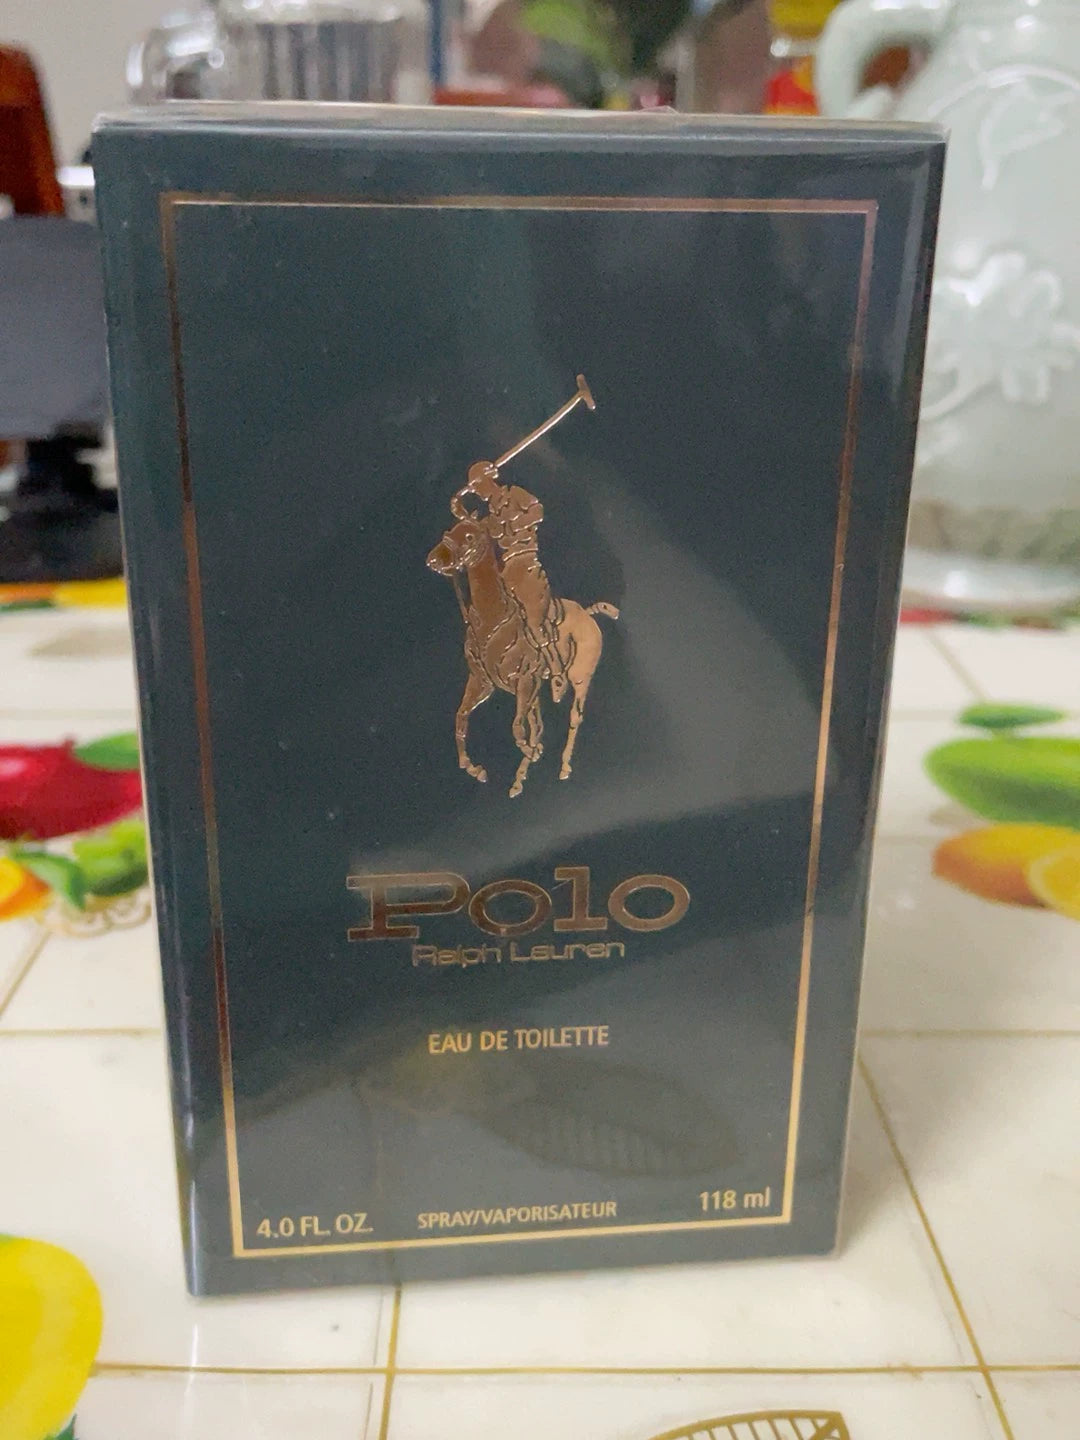 Polo
Ralph Lauren
EAU DE TOILETTE
4.0 FL. OZ. SPRAY/VAPORISATEUR 118 ml